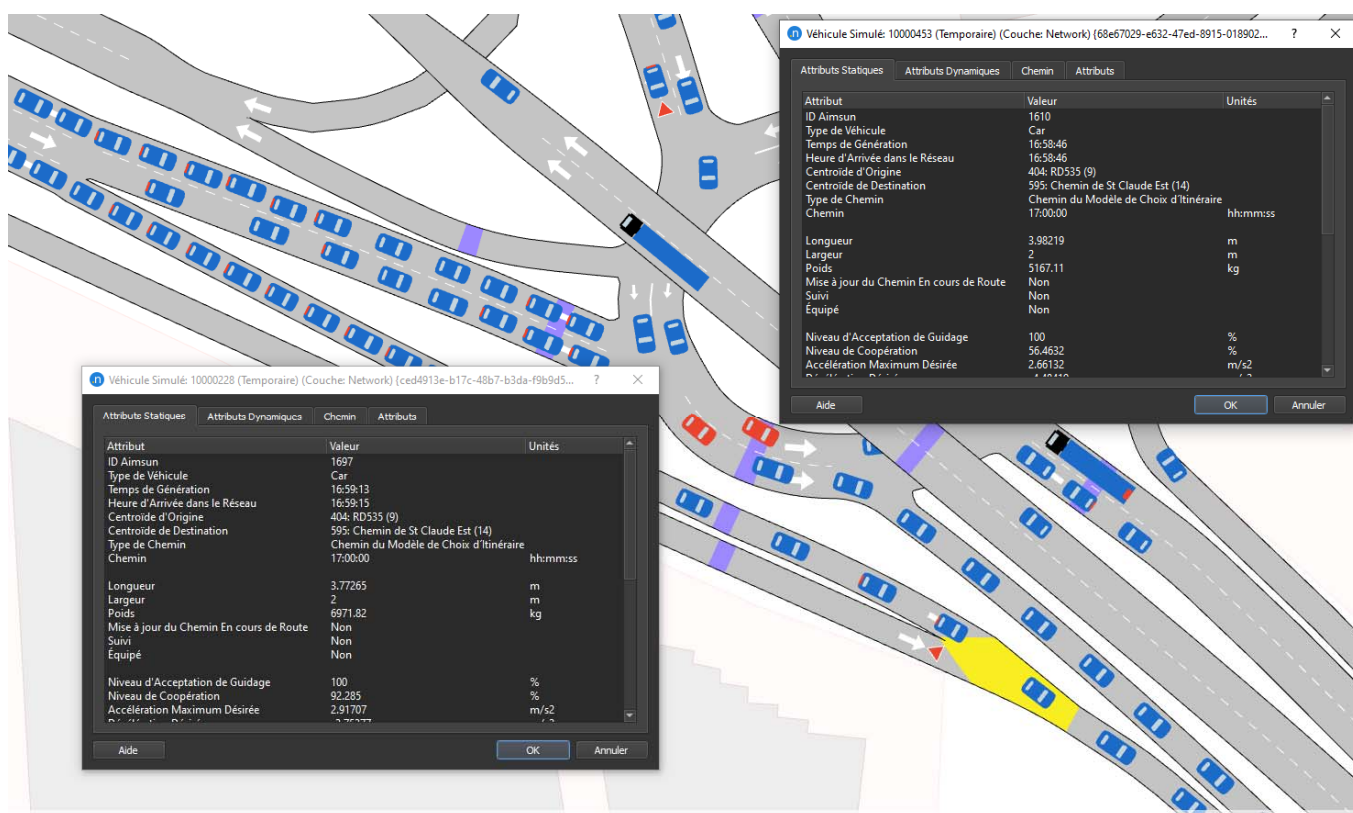 Véhicule Simulé: 10000453 (Temporaire) (Couche: Network) {68e67029-e632-47ed-8915-018902... ? ×
Attributs Statiques Attributs Dynamiques Chemin Attributs
Attribut Valeur Unités
ID Aimsun 1610
Type de Véhicule Car
Temps de Génération 16:58:46
Heure d'Arrivée dans le Réseau 16:58:46
Centroïde d'Origine 404: RD535 (9)
Centroïde de Destination 595: Chemin de St Claude Est (14)
Type de Chemin Chemin du Modèle de Choix d'Itinéraire
Chemin 17:00:00 hh:mm:ss
Longueur 3.98219 m
Largeur 2 m
Poids 5167.11 kg
Mise à jour du Chemin En cours de Route Non
Suivi Non
Équipé Non
Niveau d'Acceptation de Guidage 100 %
Niveau de Coopération 56.4632 %
Accélération Maximum Désirée 2.66132 m/s2
Aide OK Annuler
Véhicule Simulé: 10000228 (Temporaire) (Couche: Network) {ced4913e-b17c-48b7-b3da-f9b9d5... ? ×
Attributs Statiques Attributs Dynamiques Chemin Attributs
Attribut Valeur Unités
ID Aimsun 1697
Type de Véhicule Car
Temps de Génération 16:59:13
Heure d'Arrivée dans le Réseau 16:59:15
Centroïde d'Origine 404: RD535 (9)
Centroïde de Destination 595: Chemin de St Claude Est (14)
Type de Chemin Chemin du Modèle de Choix d'Itinéraire
Chemin 17:00:00 hh:mm:ss
Longueur 3.77265 m
Largeur 2 m
Poids 6971.82 kg
Mise à jour du Chemin En cours de Route Non
Suivi Non
Équipé Non
Niveau d'Acceptation de Guidage 100 %
Niveau de Coopération 92.285 %
Accélération Maximum Désirée 2.91707 m/s2
Aide OK Annuler